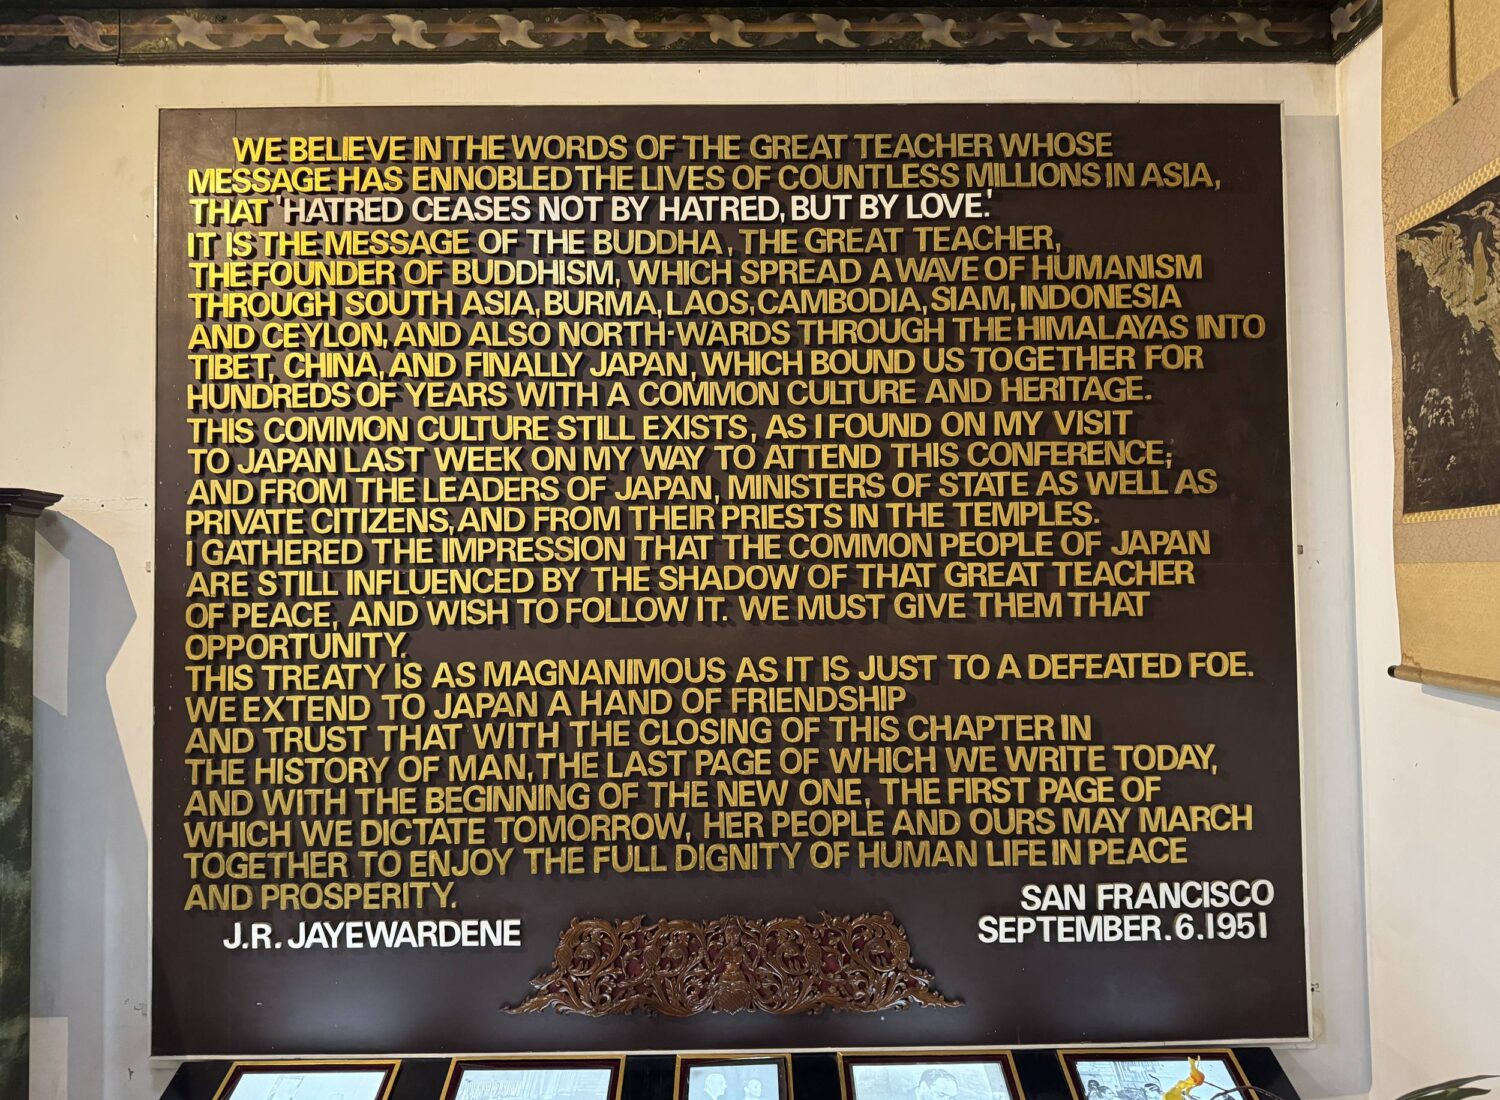 WE BELIEVE IN THE WORDS OF THE GREAT TEACHER WHOSE
MESSAGE HAS ENNOBLED THE LIVES OF COUNTLESS MILLIONS IN ASIA,
THAT 'HATRED CEASES NOT BY HATRED, BUT BY LOVE.'
IT IS THE MESSAGE OF THE BUDDHA, THE GREAT TEACHER,
THE FOUNDER OF BUDDHISM, WHICH SPREAD A WAVE OF HUMANISM
THROUGH SOUTH ASIA, BURMA, LAOS, CAMBODIA, SIAM, INDONESIA
AND CEYLON, AND ALSO NORTH-WARDS THROUGH THE HIMALAYAS INTO
TIBET, CHINA, AND FINALLY JAPAN, WHICH BOUND US TOGETHER FOR
HUNDREDS OF YEARS WITH A COMMON CULTURE AND HERITAGE.
THIS COMMON CULTURE STILL EXISTS, AS I FOUND ON MY VISIT
TO JAPAN LAST WEEK ON MY WAY TO ATTEND THIS CONFERENCE;
AND FROM THE LEADERS OF JAPAN, MINISTERS OF STATE AS WELL AS
PRIVATE CITIZENS, AND FROM THEIR PRIESTS IN THE TEMPLES.
I GATHERED THE IMPRESSION THAT THE COMMON PEOPLE OF JAPAN
ARE STILL INFLUENCED BY THE SHADOW OF THAT GREAT TEACHER
OF PEACE, AND WISH TO FOLLOW IT. WE MUST GIVE THEM THAT
OPPORTUNITY.
THIS TREATY IS AS MAGNANIMOUS AS IT IS JUST TO A DEFEATED FOE.
WE EXTEND TO JAPAN A HAND OF FRIENDSHIP
AND TRUST THAT WITH THE CLOSING OF THIS CHAPTER IN
THE HISTORY OF MAN, THE LAST PAGE OF WHICH WE WRITE TODAY,
AND WITH THE BEGINNING OF THE NEW ONE, THE FIRST PAGE OF
WHICH WE DICTATE TOMORROW, HER PEOPLE AND OURS MAY MARCH
TOGETHER TO ENJOY THE FULL DIGNITY OF HUMAN LIFE IN PEACE
AND PROSPERITY.
J.R. JAYEWARDENE
SAN FRANCISCO
SEPTEMBER.6.1951